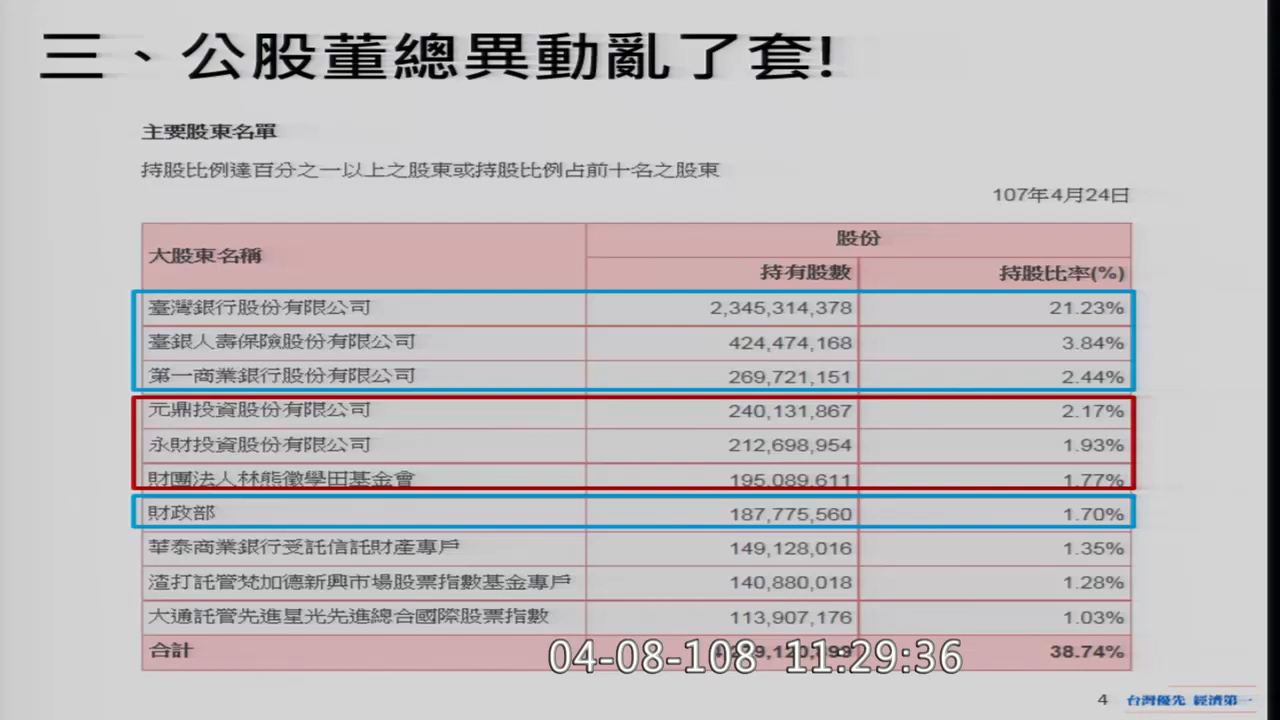 三、公股董總異動亂了套!
主要股東名單
持股比例達百分之一以上之股東或持股比例占前十名之股東
107年4月24日
大股東名稱 股份
持有股數 持股比率(%)
臺灣銀行股份有限公司 2,345,314,378 21.23%
臺銀人壽保險股份有限公司 424,474,168 3.84%
第一商業銀行股份有限公司 269,721,151 2.44%
元鼎投資股份有限公司 240,131,867 2.17%
永財投資股份有限公司 212,698,954 1.93%
財團法人林熊徵學田基金會 195,089,611 1.77%
財政部 187,775,560 1.70%
華泰商業銀行受託信託財產專戶 149,128,016 1.35%
渣打託管梵加德新興市場股票指數基金專戶 140,880,018 1.28%
大通託管先進星光先進總合國際股票指數 113,907,176 1.03%
合計 38.74%
04-08-108 11:29:36
4 台灣優先 經濟第一